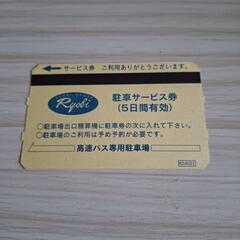 ←サービス券 ご利用ありがとうございます。
Ryobi
駐車サービス券
(5日間有効)
○駐車場出口精算機に駐車券の次に入れて下さい。
○駐車場のご利用には予め予約が必要です。
高速バス専用駐車場